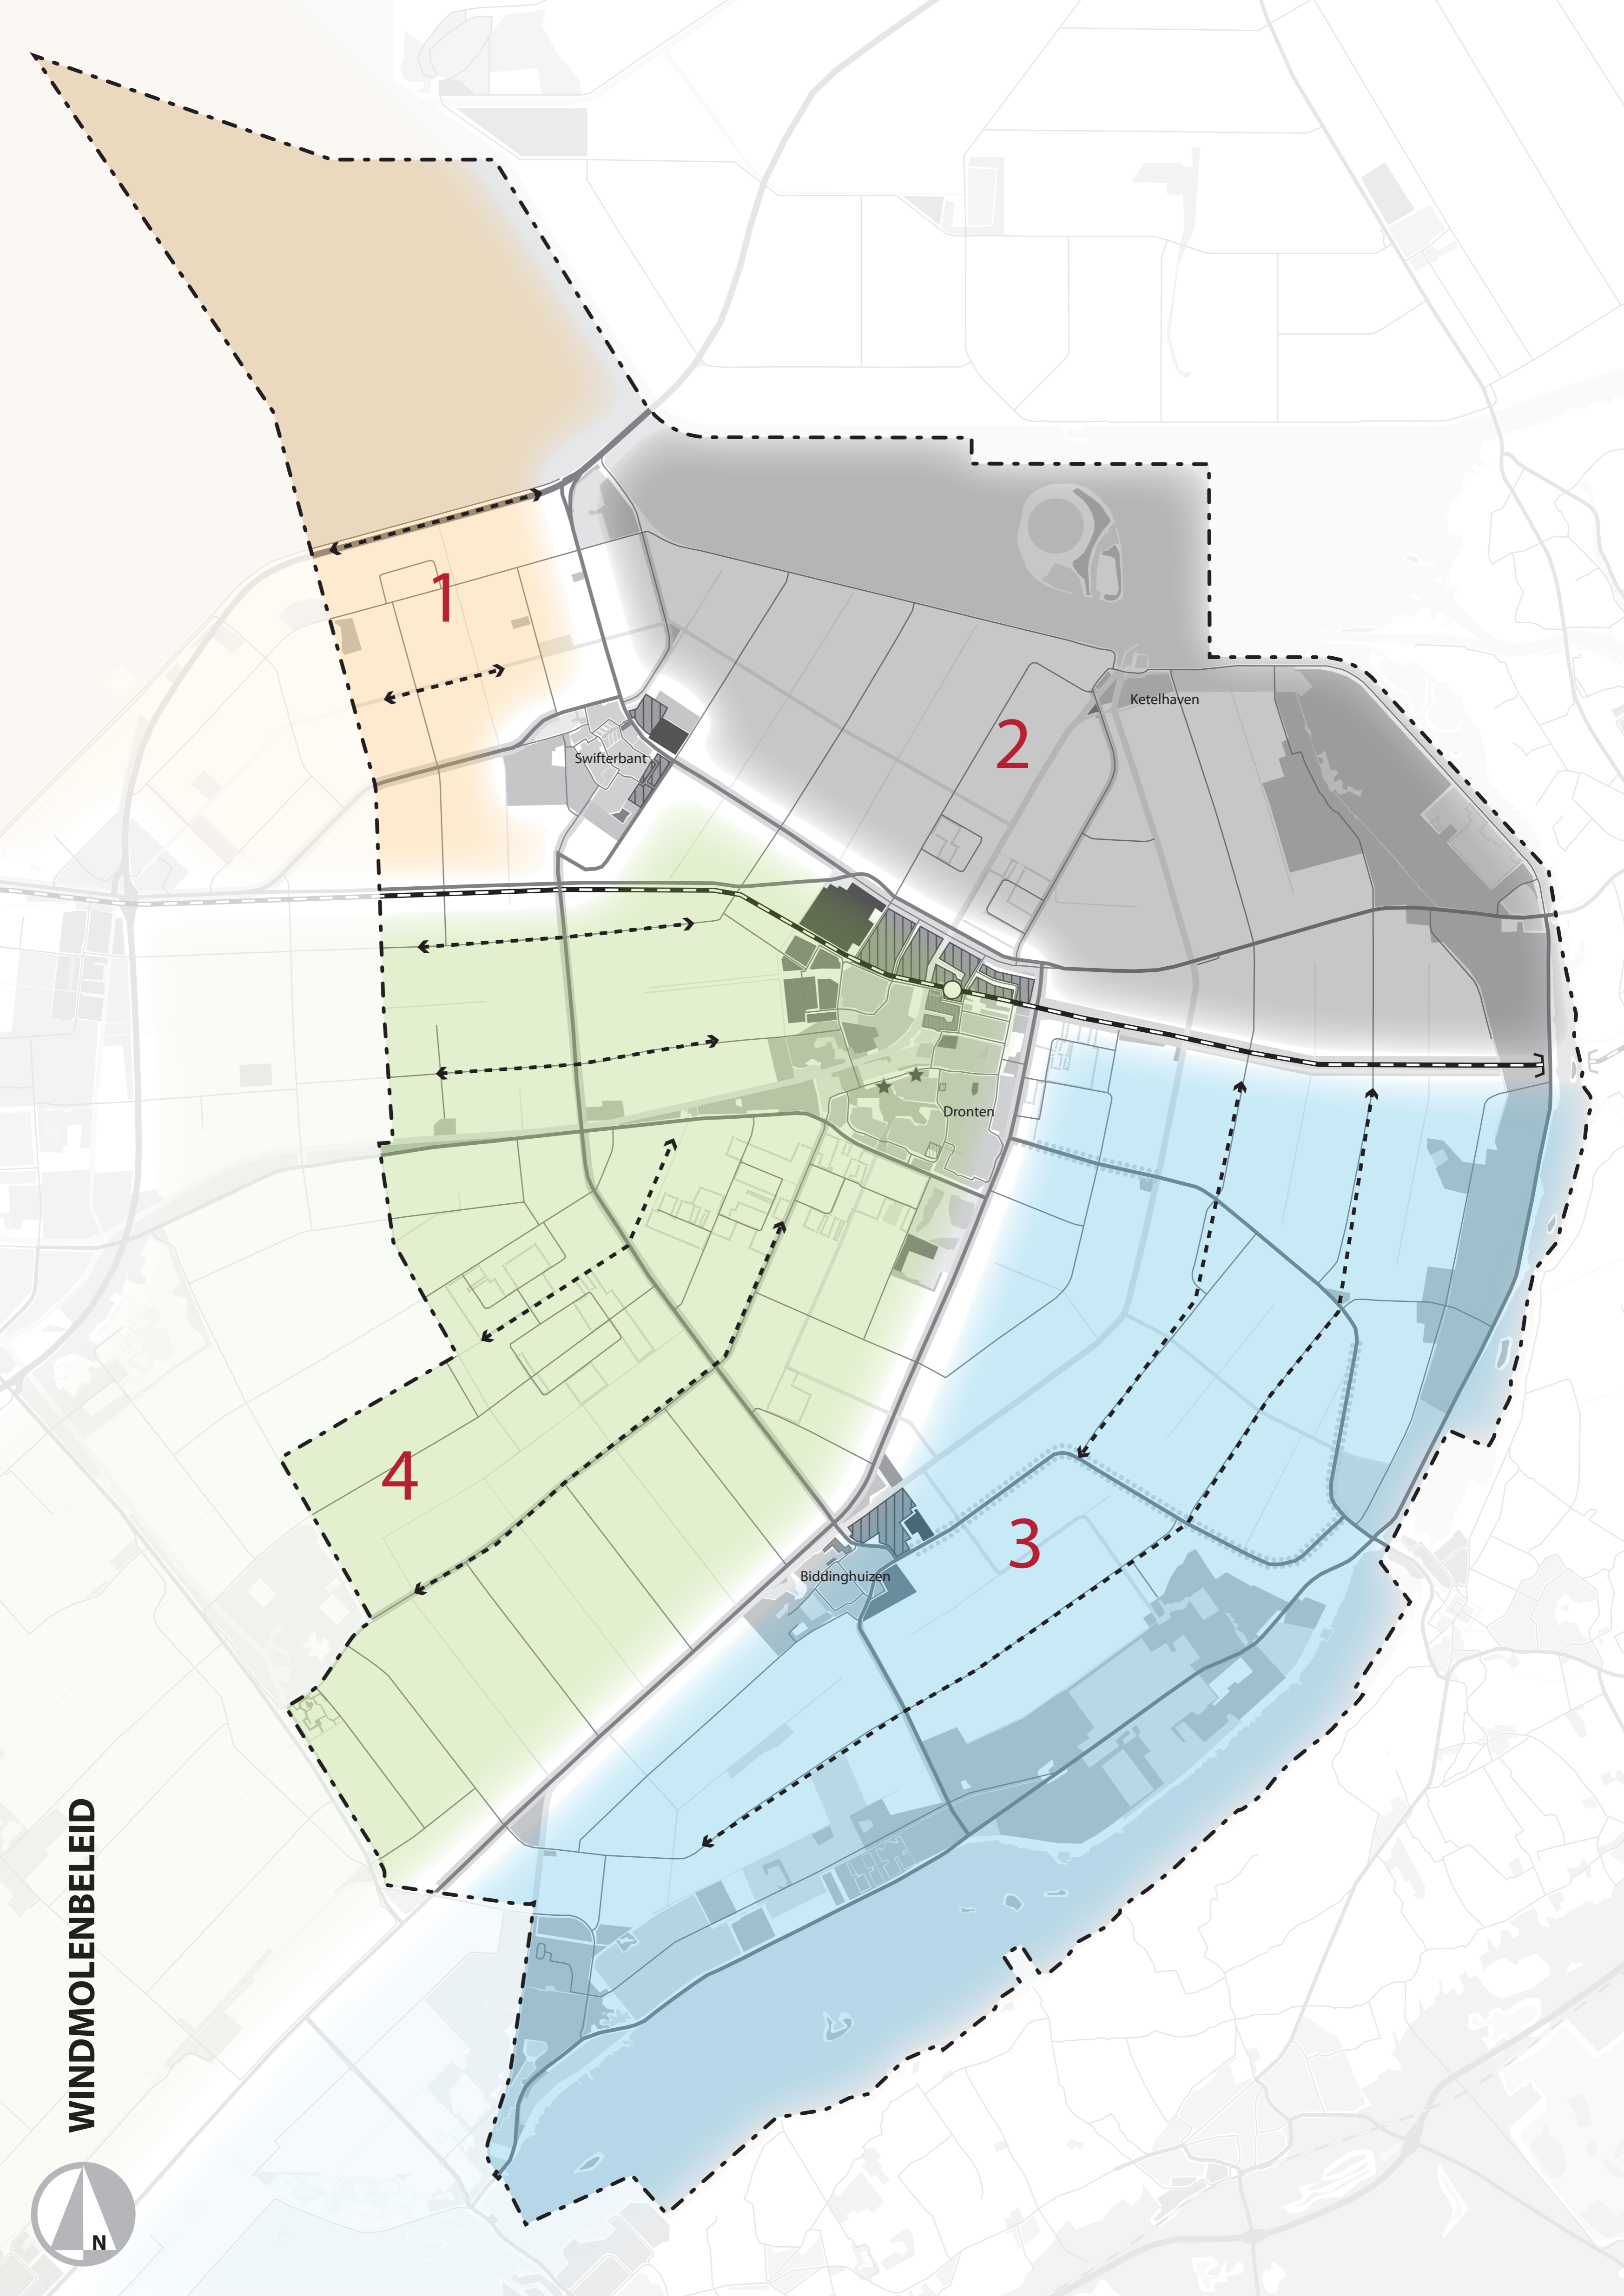 1
Ketelhaven
2
Swifterbant
Dronten
4
3
Biddinghuizen
WINDMOLENBELEID
N